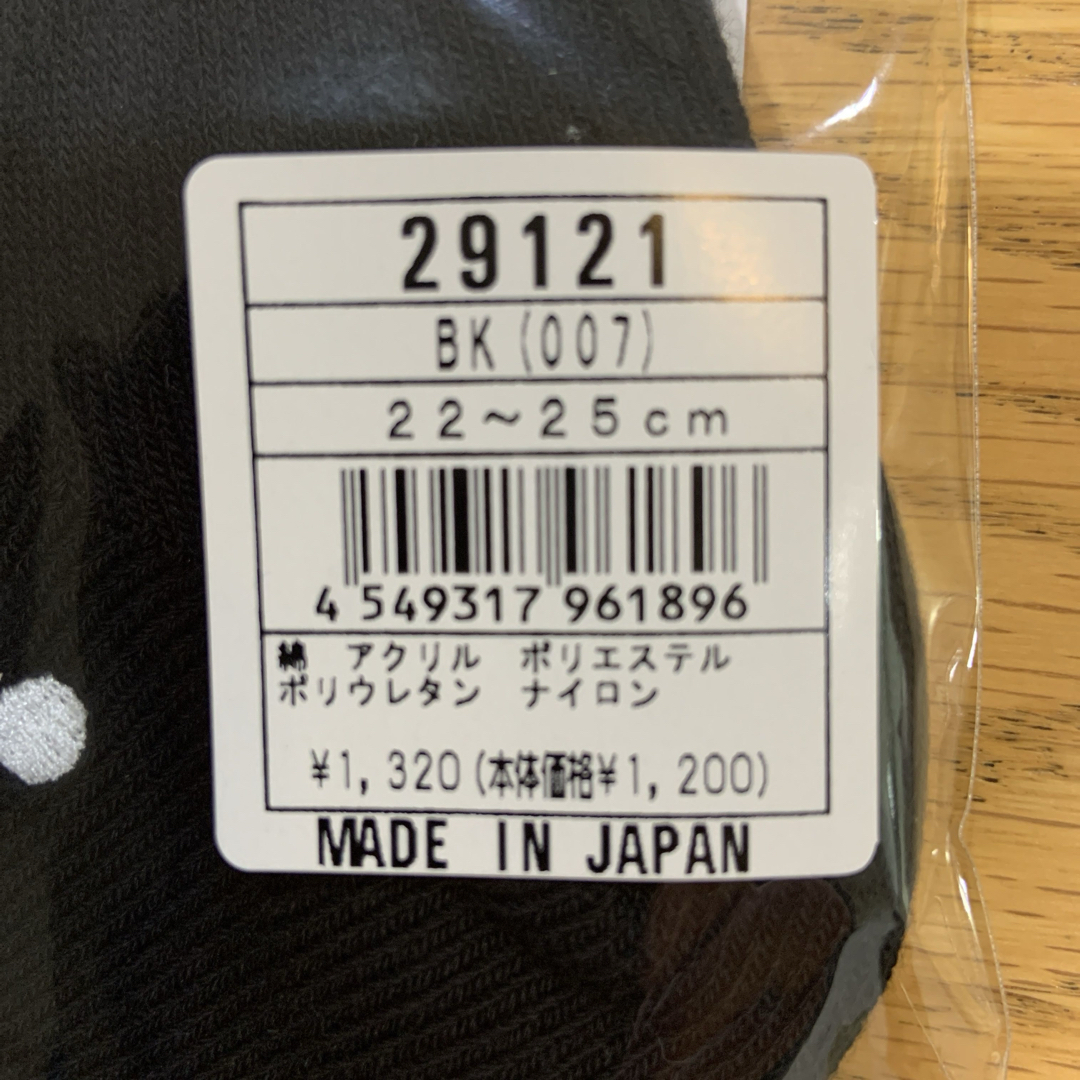 29121
BK(007)
22～25cm
4 549317 961896
綿　アクリル　ポリエステル
ポリウレタン　ナイロン
¥1,320(本体価格¥1,200)
MADE IN JAPAN